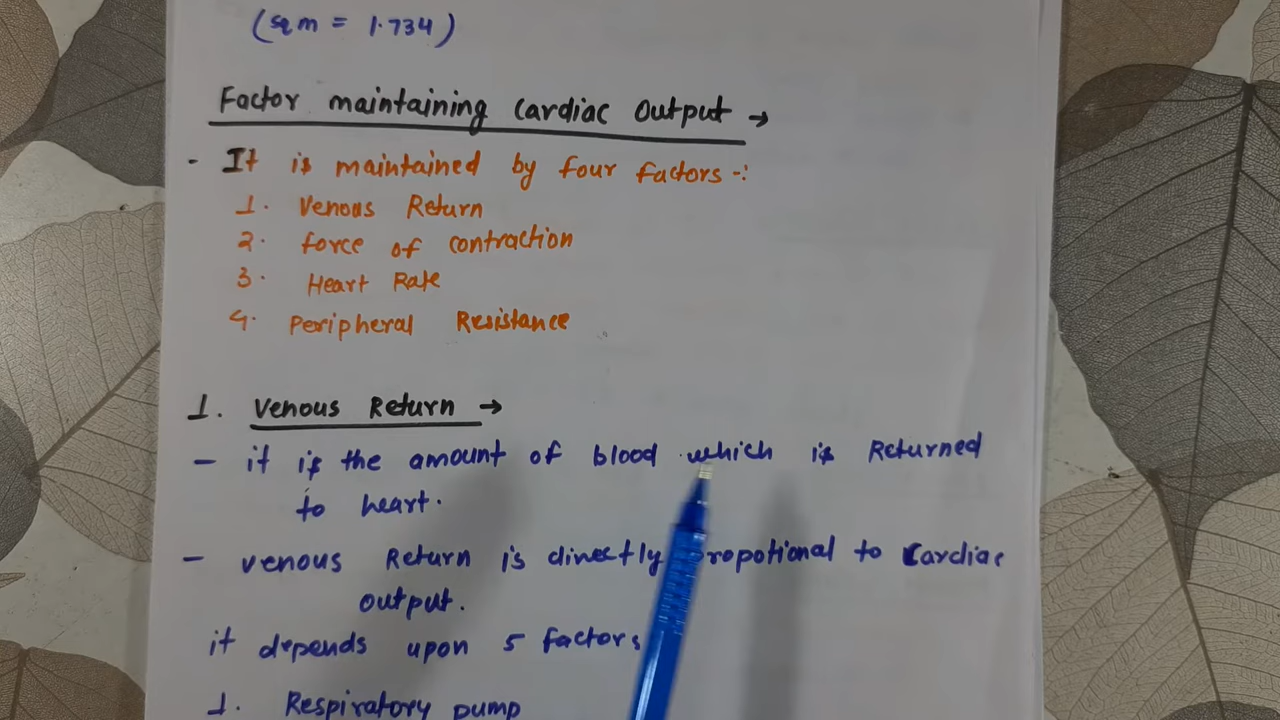 (sqm = 1.734)
Factor maintaining Cardiac Output →
- It is maintained by four factors -:
1. Venous Return
2. force of contraction
3. Heart Rate
4. Peripheral Resistance
1. Venous Return →
- it is the amount of blood which is Returned
to heart.
- venous Return is directly propotional to Cardiac
output.
it depends upon 5 factors
1. Respiratory pump